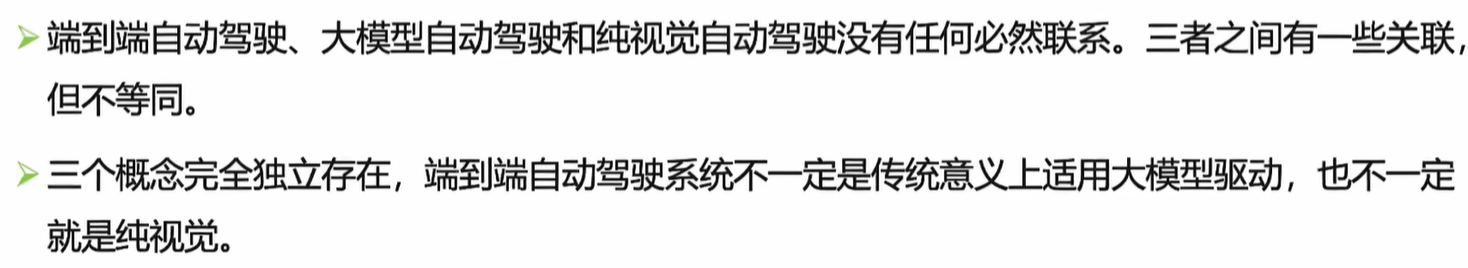 ➢端到端自动驾驶、大模型自动驾驶和纯视觉自动驾驶没有任何必然联系。三者之间有一些关联，
但不等同。
➢三个概念完全独立存在，端到端自动驾驶系统不一定是传统意义上适用大模型驱动，也不一定
就是纯视觉。